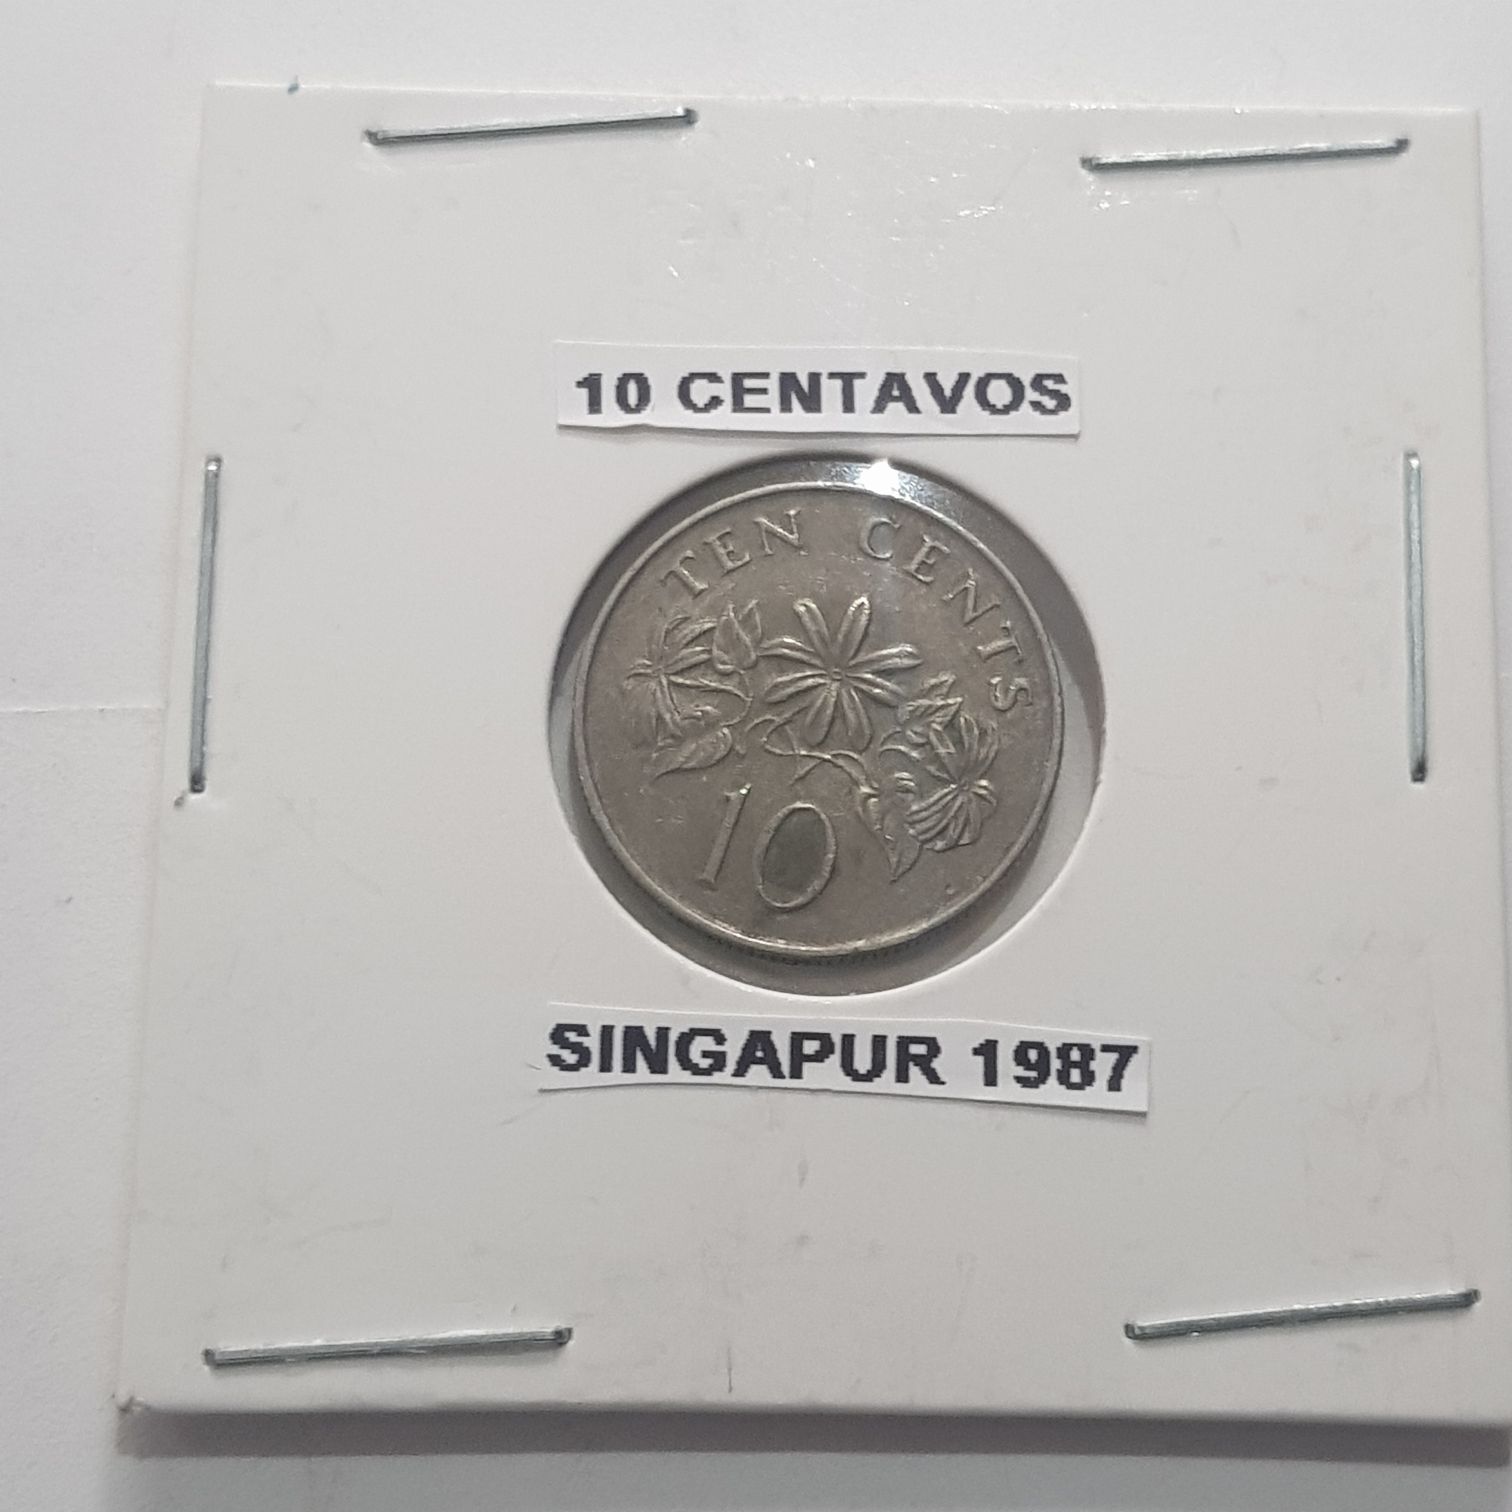 10 CENTAVOS
TEN CENTS
10
SINGAPUR 1987